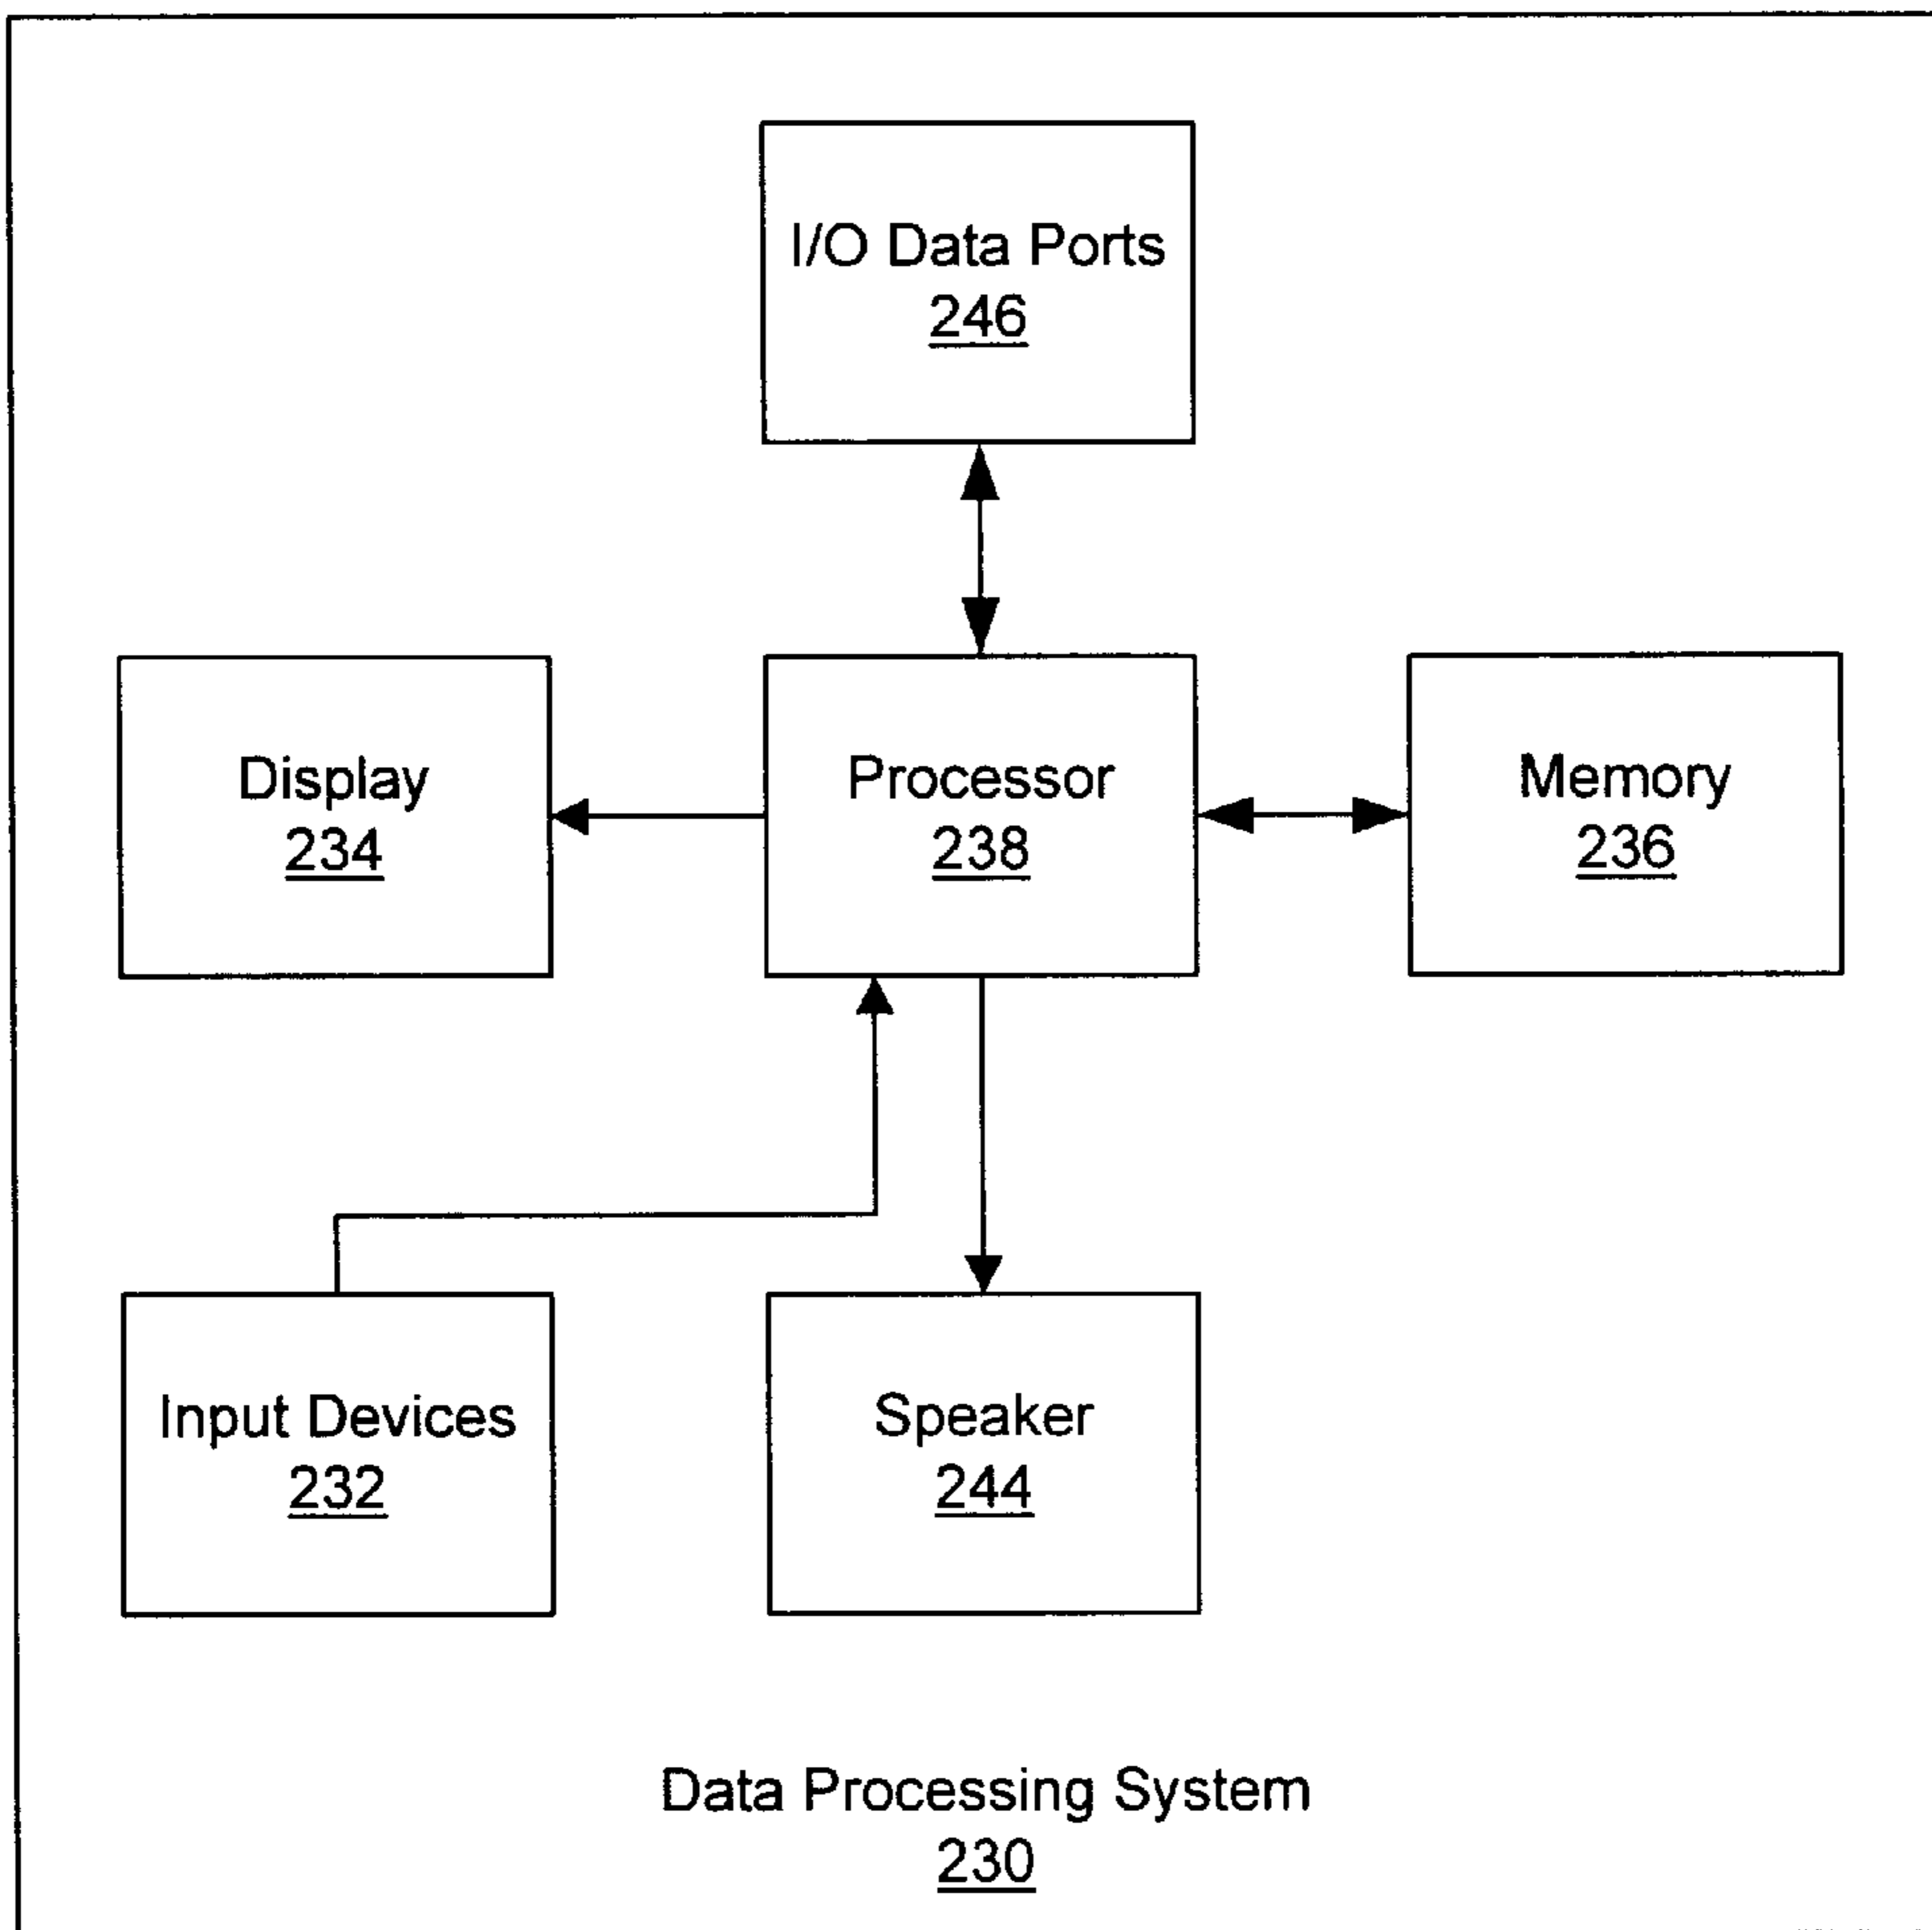 I/O Data Ports
246
Display
234
Processor
238
Memory
236
Input Devices
232
Speaker
244
Data Processing System
230